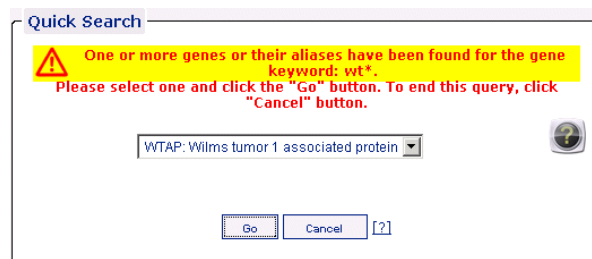 Quick Search
One or more genes or their aliases have been found for the gene
keyword: wt*.
Please select one and click the "Go" button. To end this query, click
"Cancel" button.
WTAP: Wilms tumor 1 associated protein
?
Go Cancel [?]